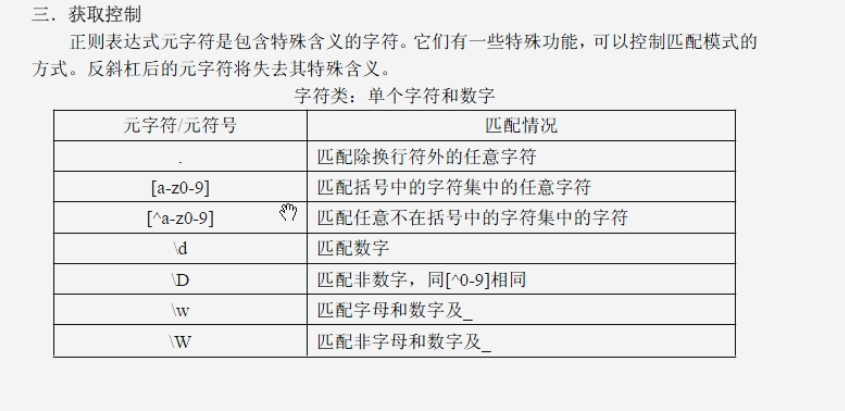 三．获取控制
正则表达式元字符是包含特殊含义的字符。它们有一些特殊功能，可以控制匹配模式的
方式。反斜杠后的元字符将失去其特殊含义。
字符类：单个字符和数字
元字符/元符号 匹配情况
. 匹配除换行符外的任意字符
[a-z0-9] 匹配括号中的字符集中的任意字符
[^a-z0-9] 匹配任意不在括号中的字符集中的字符
\d 匹配数字
\D 匹配非数字，同[^0-9]相同
\w 匹配字母和数字及_
\W 匹配非字母和数字及_